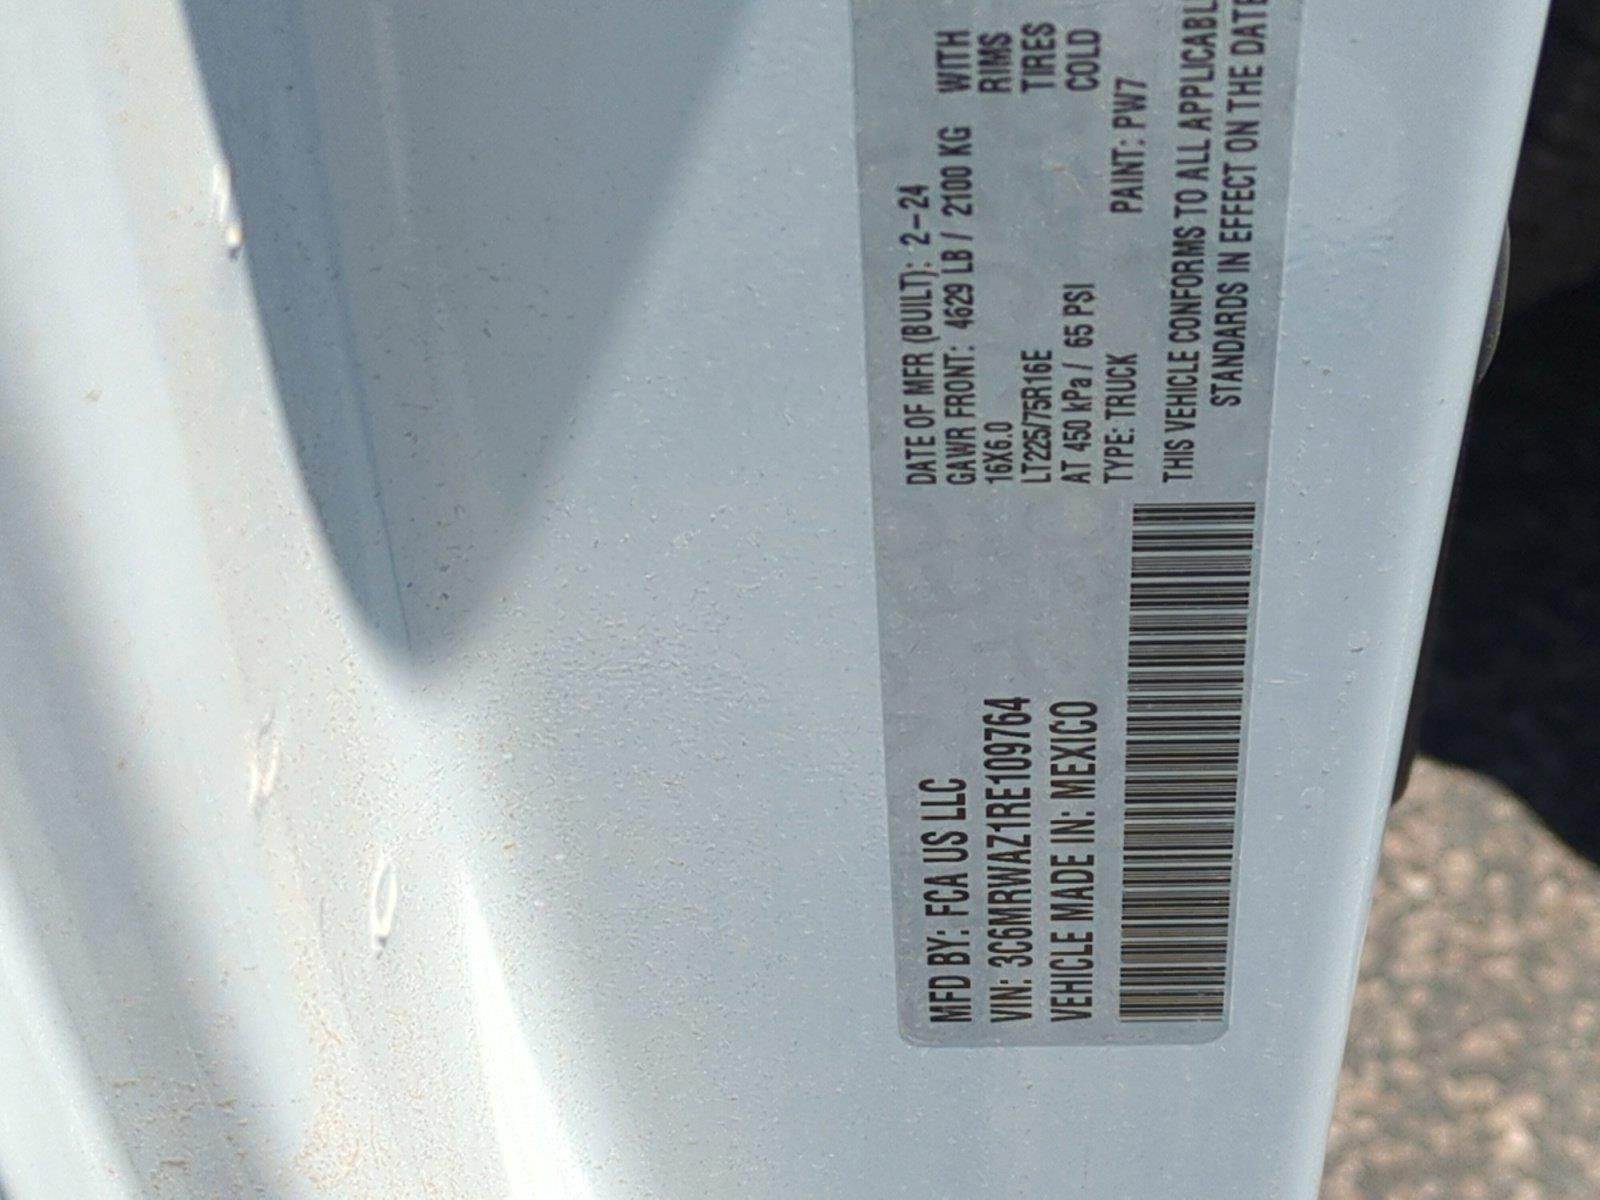 MFD BY: FCA US LLC
VIN: 3C6MRWAZ1RE109764
VEHICLE MADE IN: MEXICO
DATE OF MFR (BUILT): 2-24
GAWR FRONT: 4629 LB / 2100 KG WITH
16X6.0 RIMS
LT225/75R16E TIRES
AT 450 kPa / 65 PSI COLD
TYPE: TRUCK PAINT: PW7
THIS VEHICLE CONFORMS TO ALL
STANDARDS IN EFFECT ON THE DATE